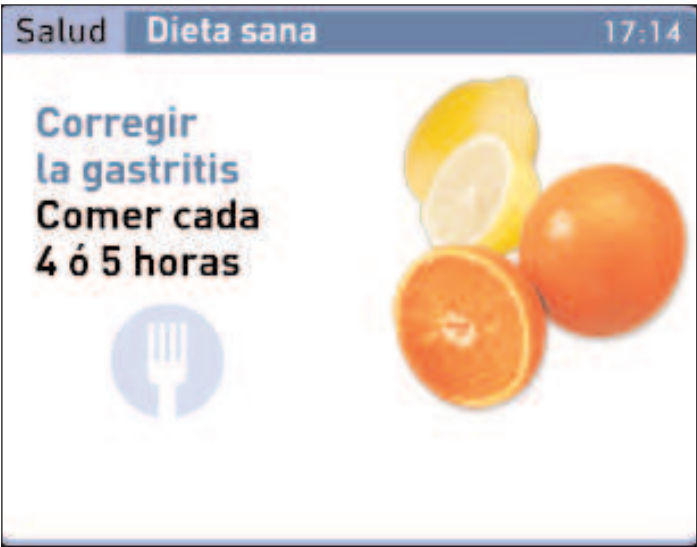 Salud Dieta sana 17:14
Corregir
la gastritis
Comer cada
4 ó 5 horas